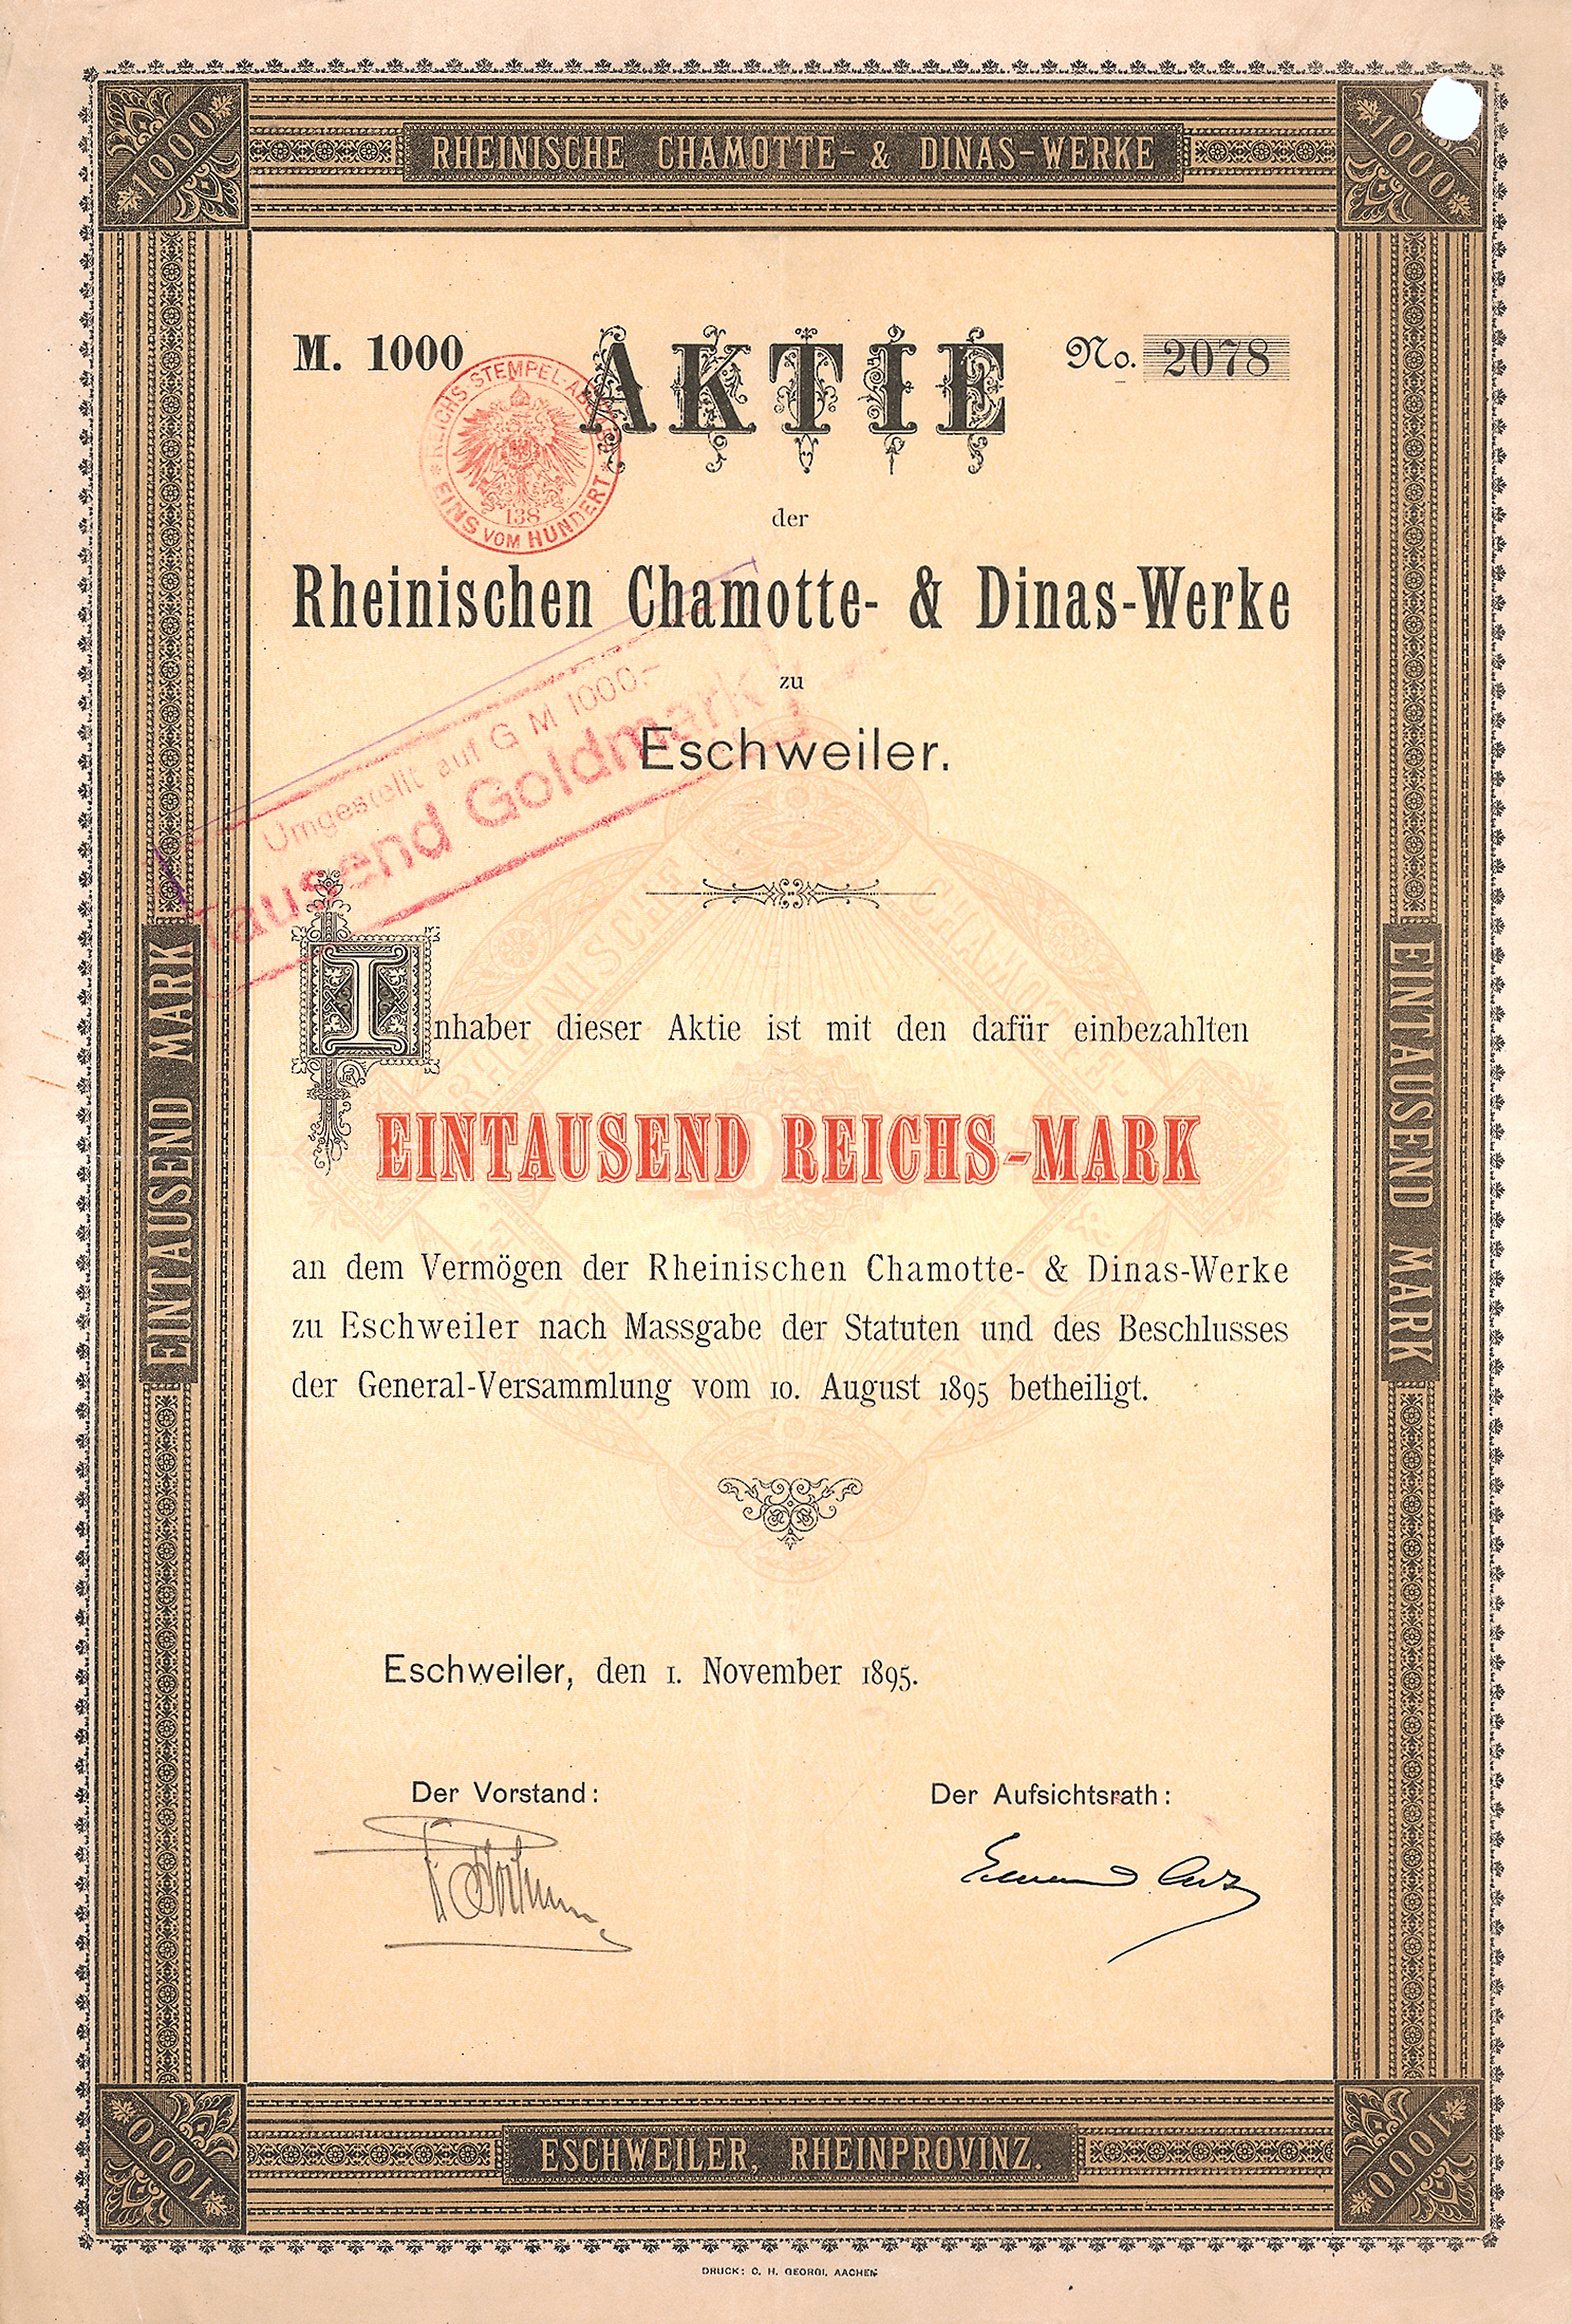 1000
RHEINISCHE CHAMOTTE- & DINAS-WERKE
1000
M. 1000
AKTIE
No. 2078
REICHS-STEMPEL-ABGABE
138
* EINS VOM HUNDERT *
der
Rheinischen Chamotte- & Dinas-Werke
zu
Eschweiler.
Umgestellt auf G M 1000.-
Tausend Goldmark
EINTAUSEND MARK
EINTAUSEND MARK
RHEINISCHE CHAMOTTE-
Inhaber dieser Aktie ist mit den dafür einbezahlten
EINTAUSEND REICHS-MARK
an dem Vermögen der Rheinischen Chamotte- & Dinas-Werke
zu Eschweiler nach Massgabe der Statuten und des Beschlusses
der General-Versammlung vom 10. August 1895 betheiligt.
Eschweiler, den 1. November 1895.
Der Vorstand:
Der Aufsichtsrath:
1000
ESCHWEILER, RHEINPROVINZ.
1000
DRUCK: C. H. GEORGI, AACHEN